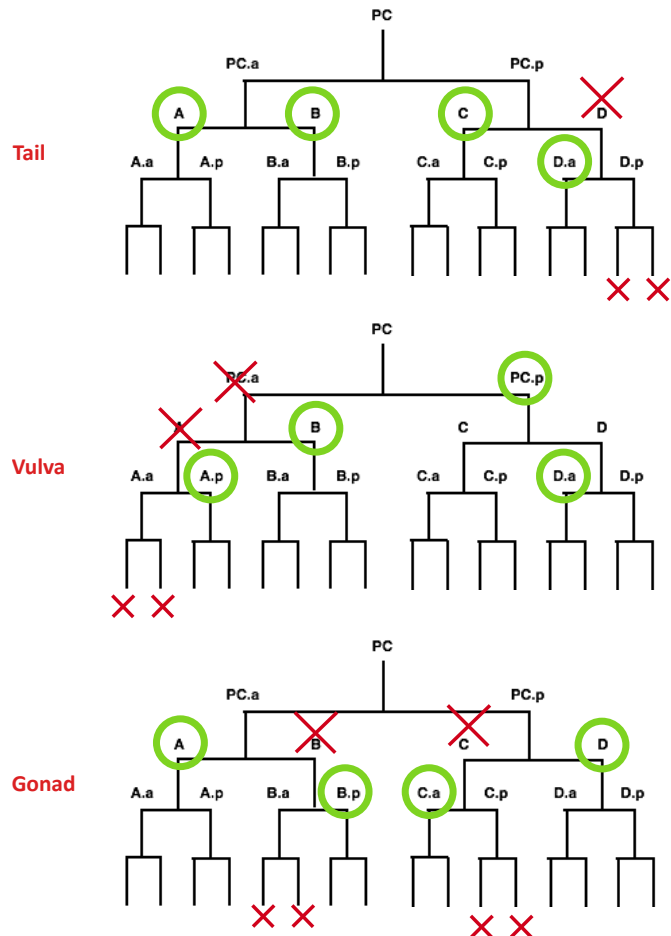 PC
PC.a PC.p
A B C D
Tail
A.a A.p B.a B.p C.a C.p D.a D.p
PC
PC.a PC.p
A B C D
Vulva
A.a A.p B.a B.p C.a C.p D.a D.p
PC
PC.a PC.p
A B C D
Gonad
A.a A.p B.a B.p C.a C.p D.a D.p